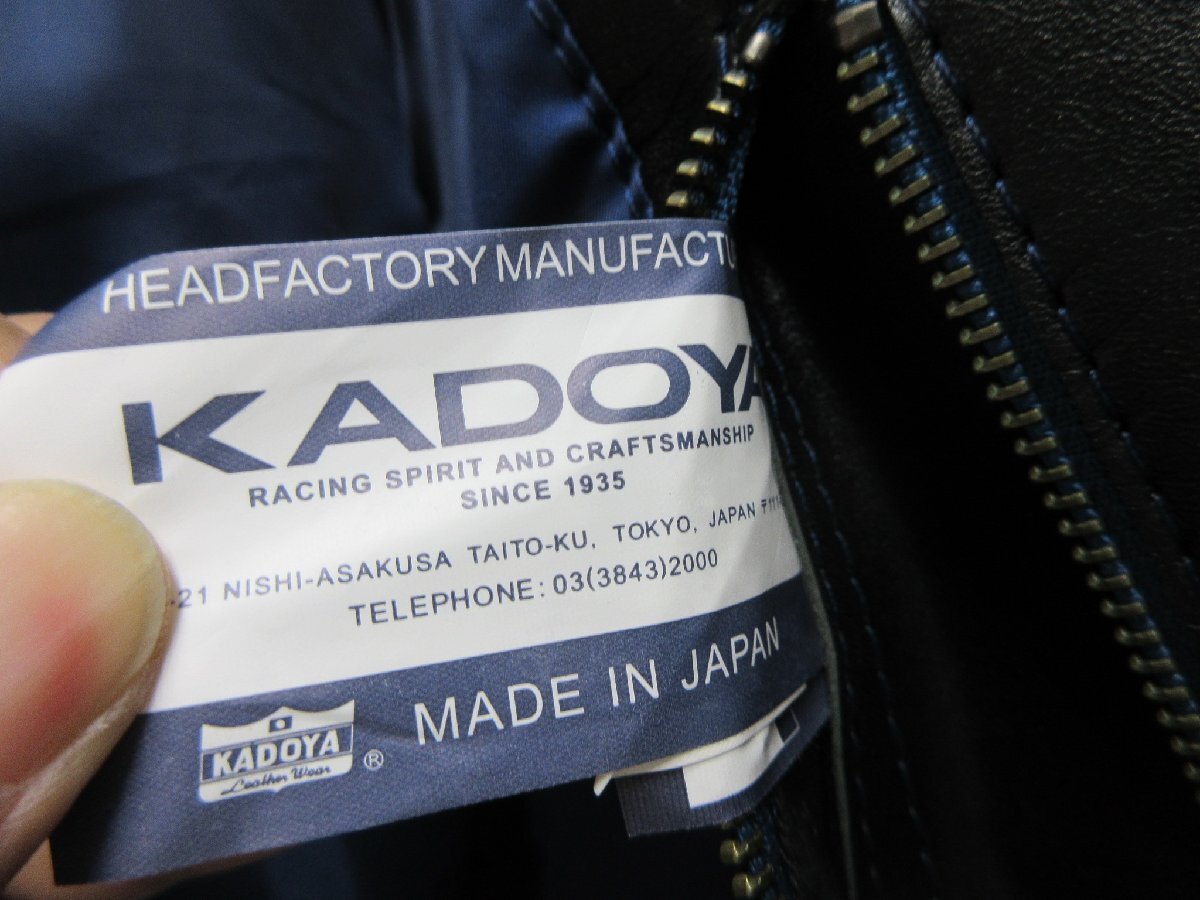 HEADFACTORY MANUFACTU
KADOYA
RACING SPIRIT AND CRAFTSMANSHIP
SINCE 1935
-21 NISHI-ASAKUSA TAITO-KU, TOKYO, JAPAN 〒111
TELEPHONE: 03(3843)2000
MADE IN JAPAN
KADOYA ®
Leather Wear